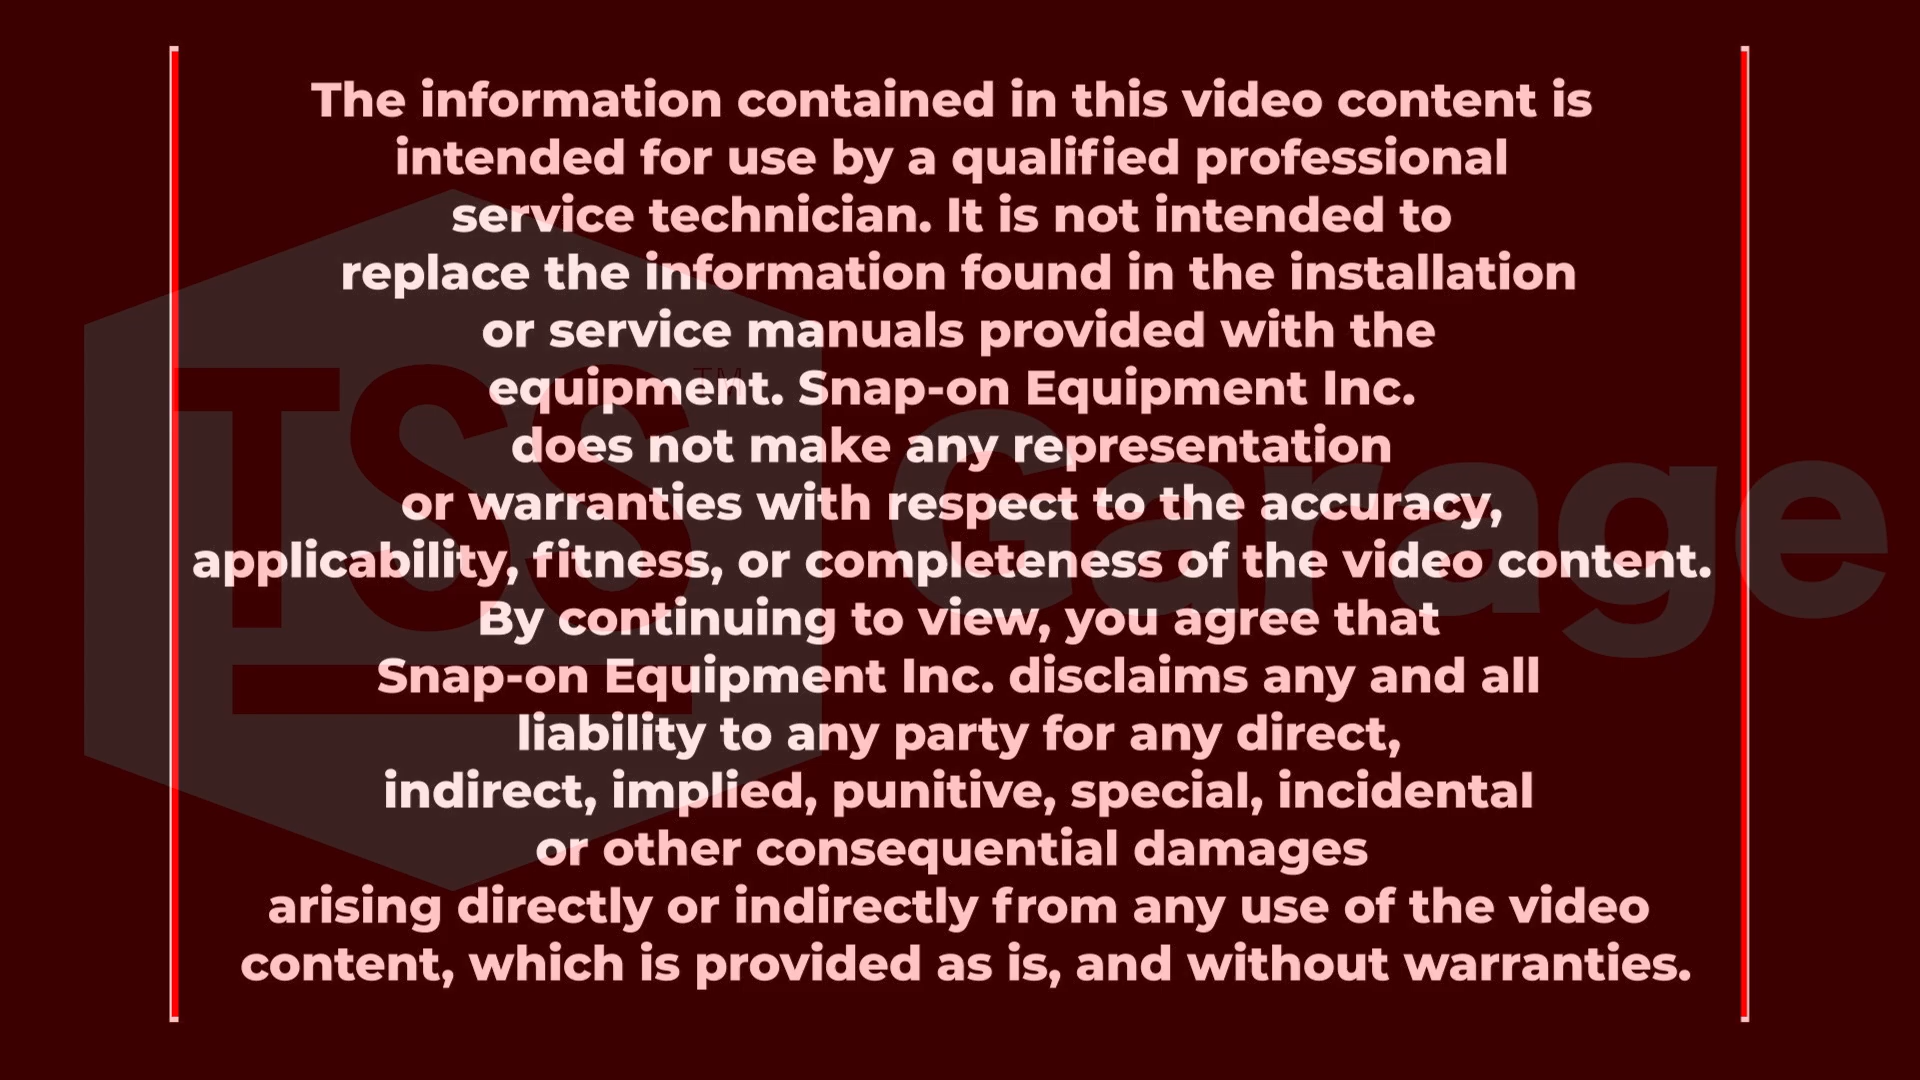 The information contained in this video content is
intended for use by a qualified professional
service technician. It is not intended to
replace the information found in the installation
or service manuals provided with the
equipment. Snap-on Equipment Inc.
does not make any representation
or warranties with respect to the accuracy,
applicability, fitness, or completeness of the video content.
By continuing to view, you agree that
Snap-on Equipment Inc. disclaims any and all
liability to any party for any direct,
indirect, implied, punitive, special, incidental
or other consequential damages
arising directly or indirectly from any use of the video
content, which is provided as is, and without warranties.
TSS™ Garage